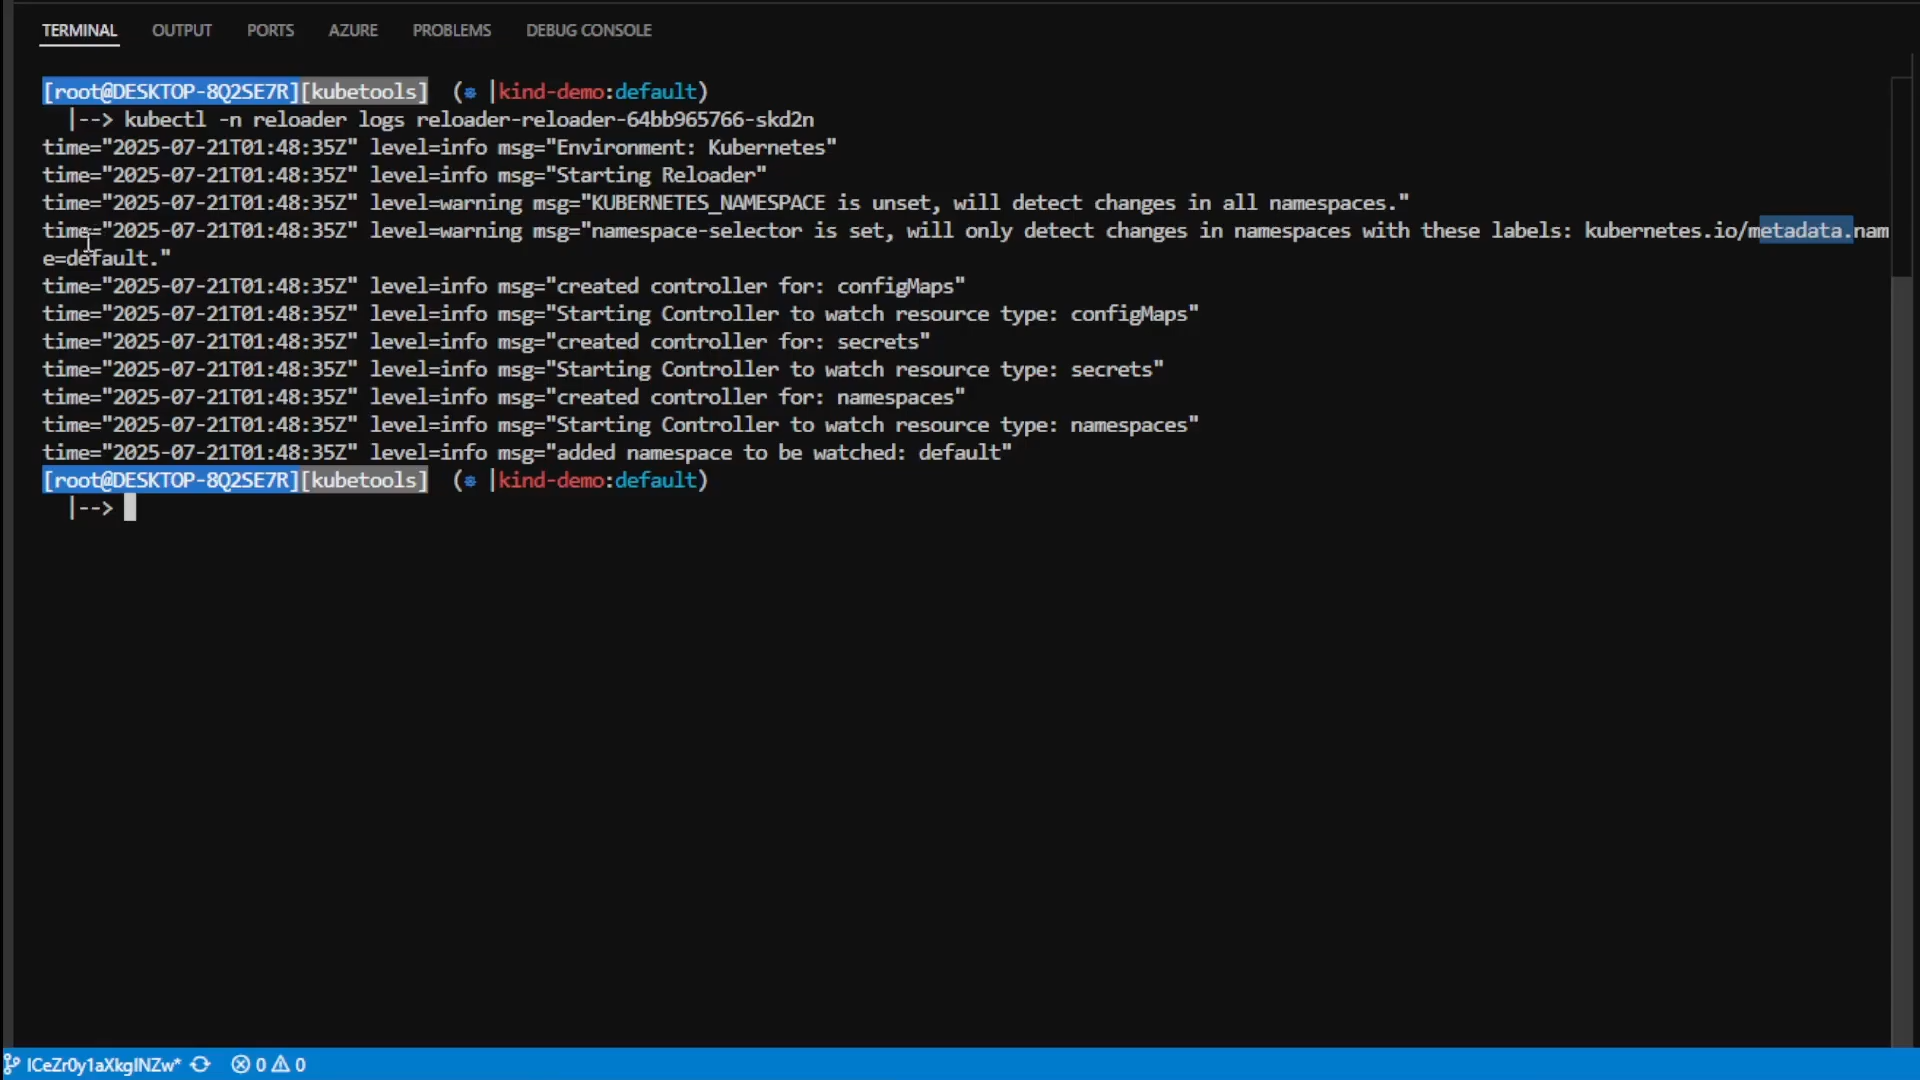 TERMINAL OUTPUT PORTS AZURE PROBLEMS DEBUG CONSOLE
[root@DESKTOP-8Q2SE7R][kubetools] (⎈ |kind-demo:default)
|--> kubectl -n reloader logs reloader-reloader-64bb965766-skd2n
time="2025-07-21T01:48:35Z" level=info msg="Environment: Kubernetes"
time="2025-07-21T01:48:35Z" level=info msg="Starting Reloader"
time="2025-07-21T01:48:35Z" level=warning msg="KUBERNETES_NAMESPACE is unset, will detect changes in all namespaces."
time="2025-07-21T01:48:35Z" level=warning msg="namespace-selector is set, will only detect changes in namespaces with these labels: kubernetes.io/metadata.nam
e=default."
time="2025-07-21T01:48:35Z" level=info msg="created controller for: configMaps"
time="2025-07-21T01:48:35Z" level=info msg="Starting Controller to watch resource type: configMaps"
time="2025-07-21T01:48:35Z" level=info msg="created controller for: secrets"
time="2025-07-21T01:48:35Z" level=info msg="Starting Controller to watch resource type: secrets"
time="2025-07-21T01:48:35Z" level=info msg="created controller for: namespaces"
time="2025-07-21T01:48:35Z" level=info msg="Starting Controller to watch resource type: namespaces"
time="2025-07-21T01:48:35Z" level=info msg="added namespace to be watched: default"
[root@DESKTOP-8Q2SE7R][kubetools] (⎈ |kind-demo:default)
|-->
ICeZr0y1aXkgINZw* 0 0